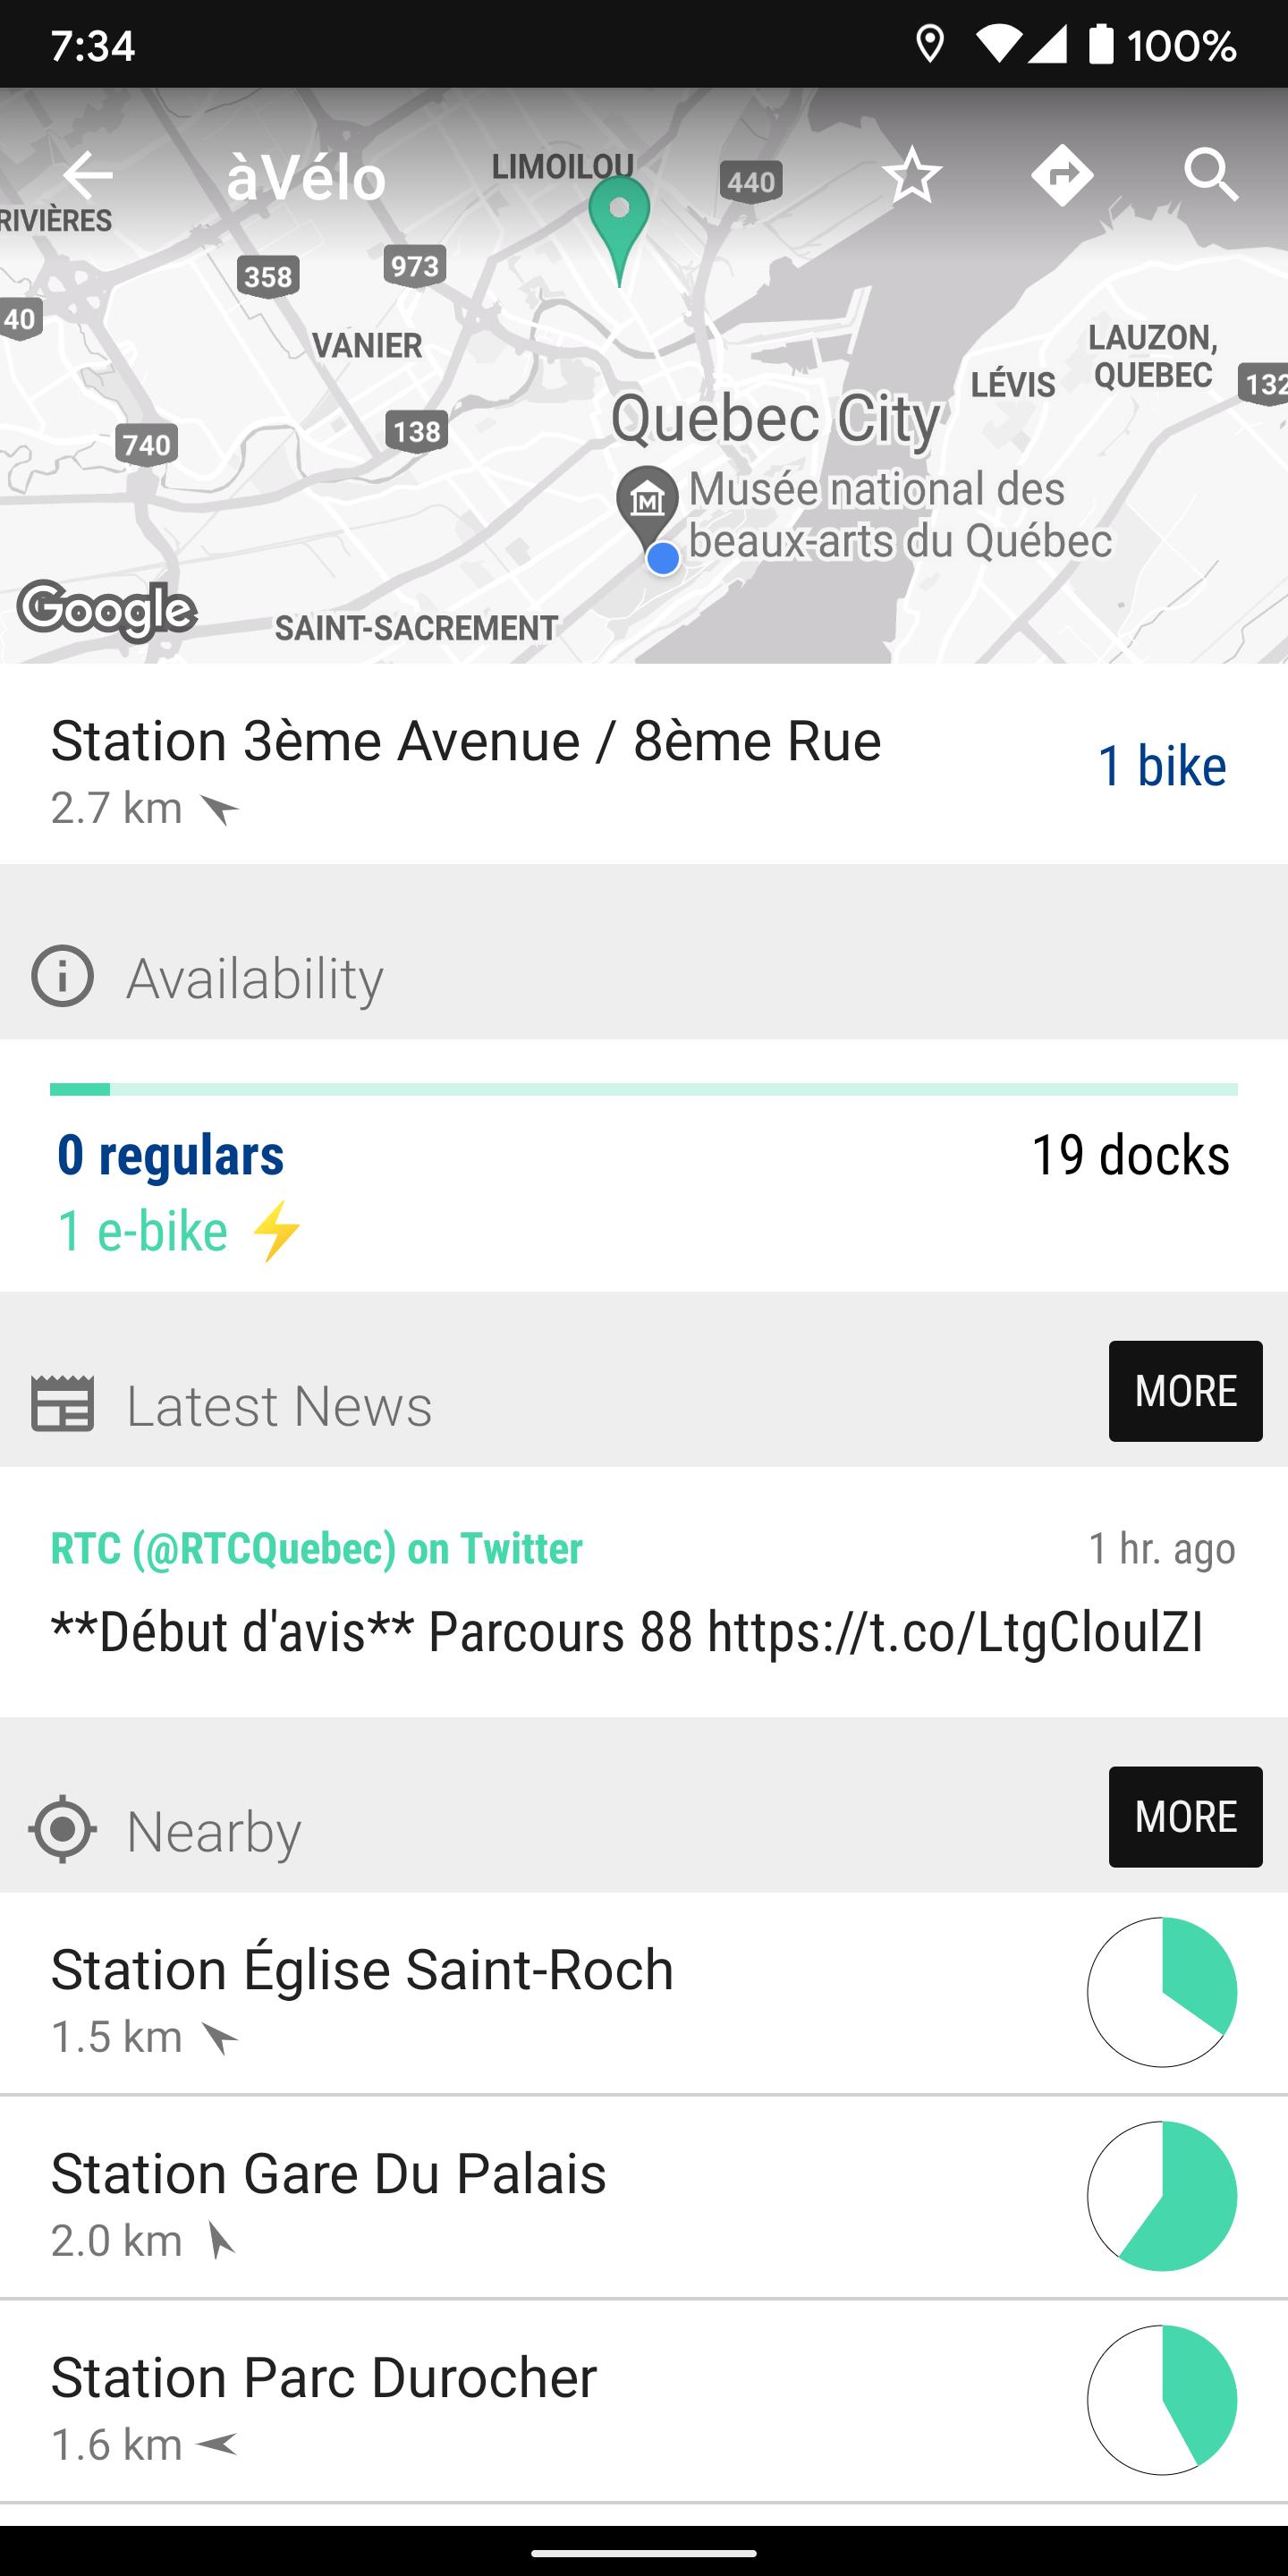 7:34
100%
àVélo
LIMOILOU
440
RIVIÈRES
358
973
40
VANIER
LAUZON,
QUEBEC
LÉVIS
132
Quebec City
138
740
M
Musée national des
beaux-arts du Québec
Google
SAINT-SACREMENT
Station 3ème Avenue / 8ème Rue
2.7 km
1 bike
Availability
0 regulars
19 docks
1 e-bike ⚡
Latest News
MORE
RTC (@RTCQuebec) on Twitter
1 hr. ago
**Début d'avis** Parcours 88 https://t.co/LtgCloulZI
Nearby
MORE
Station Église Saint-Roch
1.5 km
Station Gare Du Palais
2.0 km
Station Parc Durocher
1.6 km